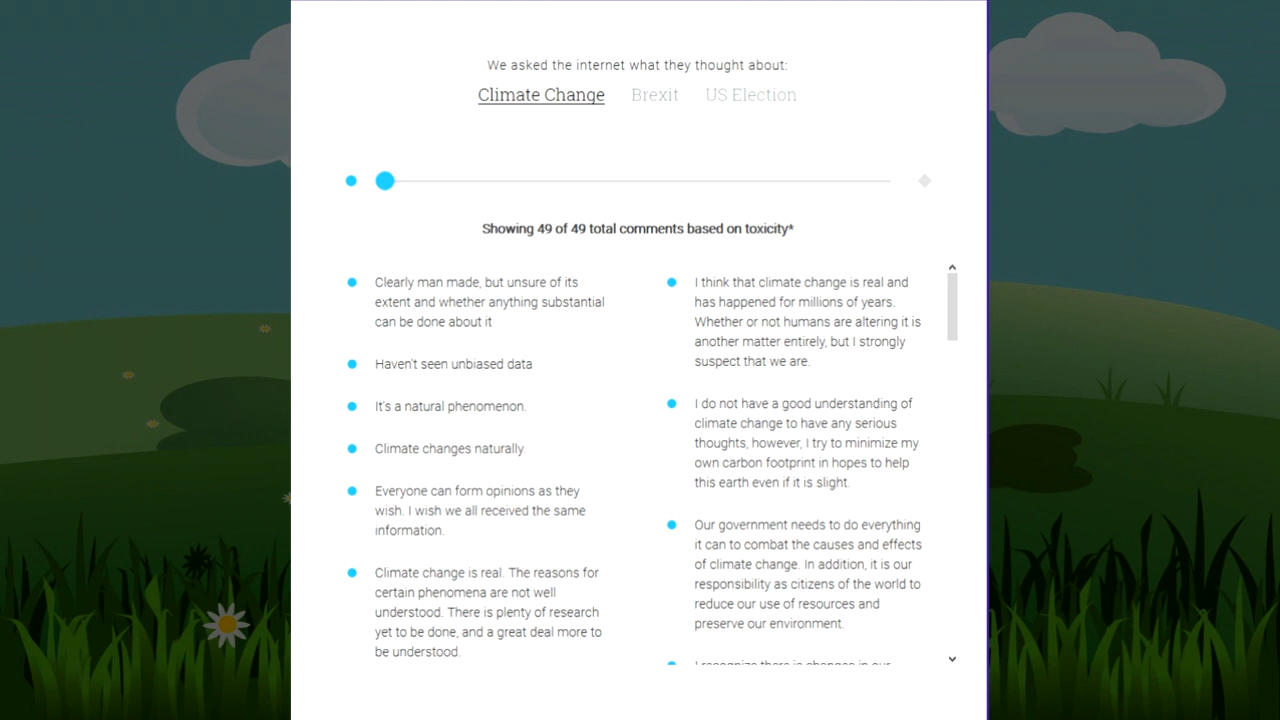 We asked the internet what they thought about:
Climate Change Brexit US Election
Showing 49 of 49 total comments based on toxicity*
Clearly man made, but unsure of its
extent and whether anything substantial
can be done about it
Haven't seen unbiased data
It's a natural phenomenon.
Climate changes naturally
Everyone can form opinions as they
wish. I wish we all received the same
information.
Climate change is real. The reasons for
certain phenomena are not well
understood. There is plenty of research
yet to be done, and a great deal more to
be understood.
I think that climate change is real and
has happened for millions of years.
Whether or not humans are altering it is
another matter entirely, but I strongly
suspect that we are.
I do not have a good understanding of
climate change to have any serious
thoughts, however, I try to minimize my
own carbon footprint in hopes to help
this earth even if it is slight.
Our government needs to do everything
it can to combat the causes and effects
of climate change. In addition, it is our
responsibility as citizens of the world to
reduce our use of resources and
preserve our environment.
I recognize there is changes in our